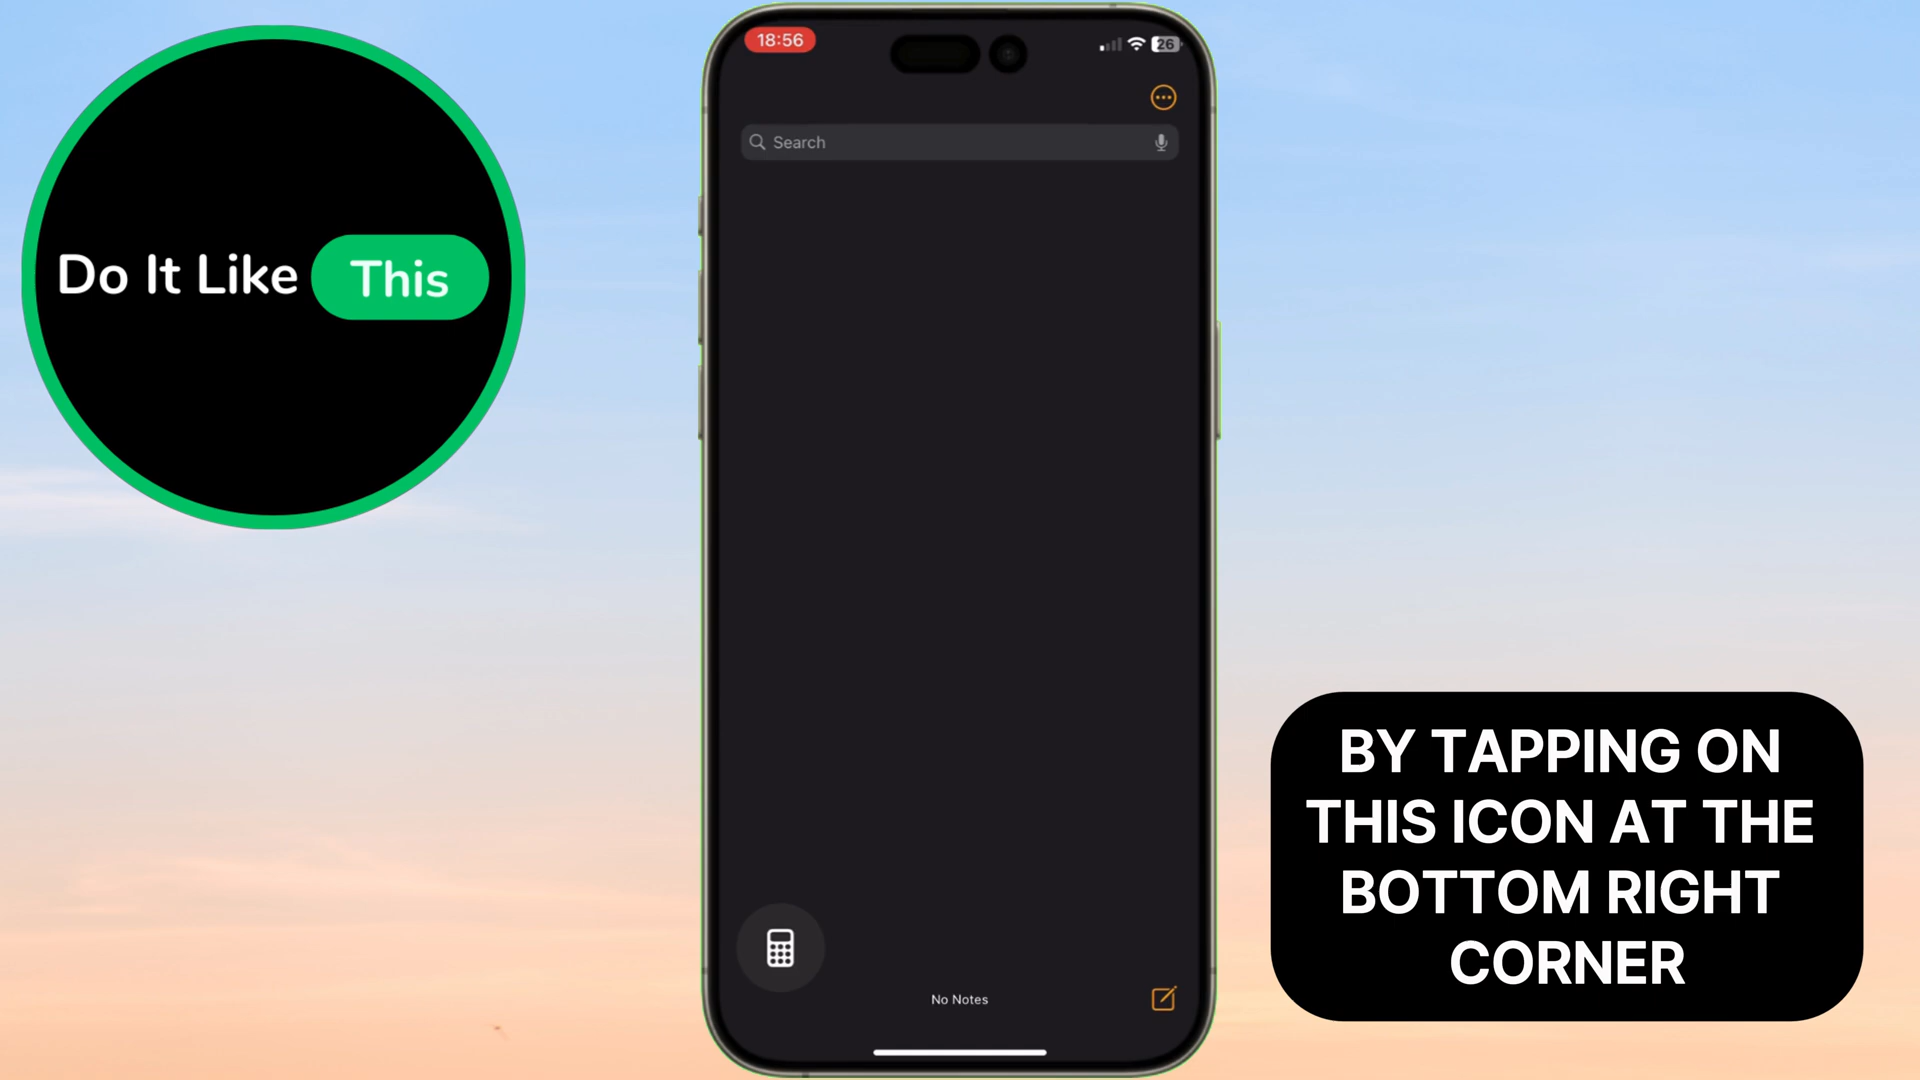 Do It Like This
18:56
26
Search
No Notes
BY TAPPING ON
THIS ICON AT THE
BOTTOM RIGHT
CORNER